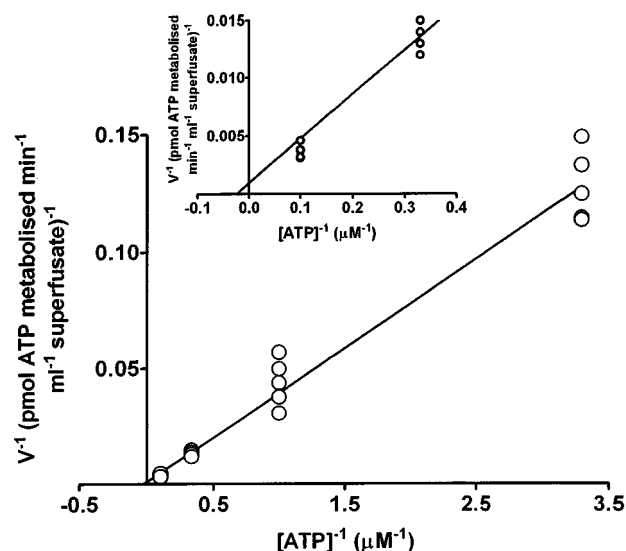 0.015
0.010
0.005
V⁻¹ (pmol ATP metabolised
min⁻¹ ml⁻¹ superfusate)⁻¹
-0.1 0.0 0.1 0.2 0.3 0.4
[ATP]⁻¹ (μM⁻¹)
0.15
0.10
0.05
V⁻¹ (pmol ATP metabolised min⁻¹
ml⁻¹ superfusate)⁻¹
-0.5 0.5 1.5 2.5 3.5
[ATP]⁻¹ (μM⁻¹)